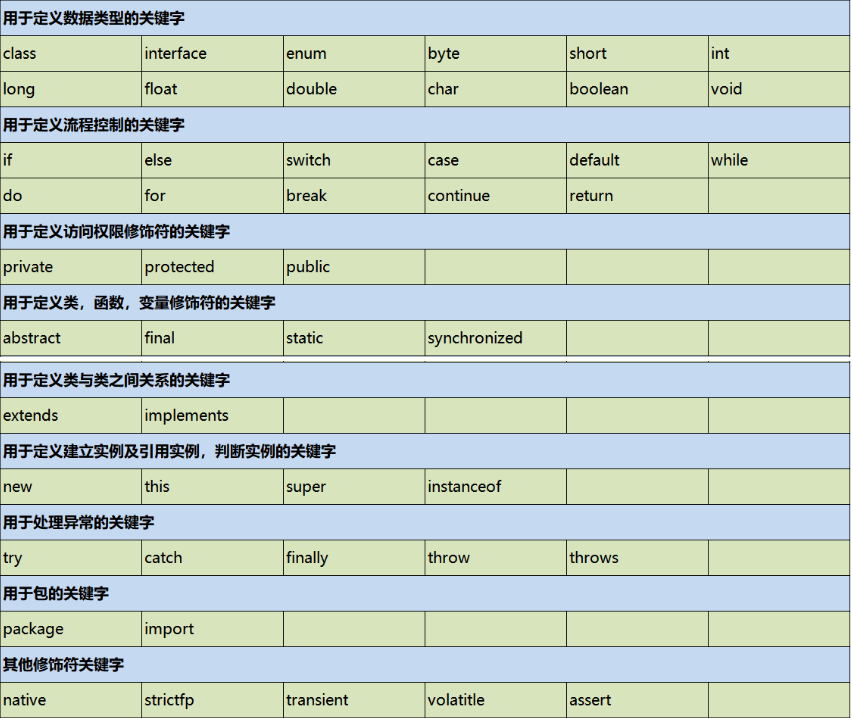 用于定义数据类型的关键字
class interface enum byte short int
long float double char boolean void
用于定义流程控制的关键字
if else switch case default while
do for break continue return
用于定义访问权限修饰符的关键字
private protected public
用于定义类，函数，变量修饰符的关键字
abstract final static synchronized
用于定义类与类之间关系的关键字
extends implements
用于定义建立实例及引用实例，判断实例的关键字
new this super instanceof
用于处理异常的关键字
try catch finally throw throws
用于包的关键字
package import
其他修饰符关键字
native strictfp transient volatitle assert